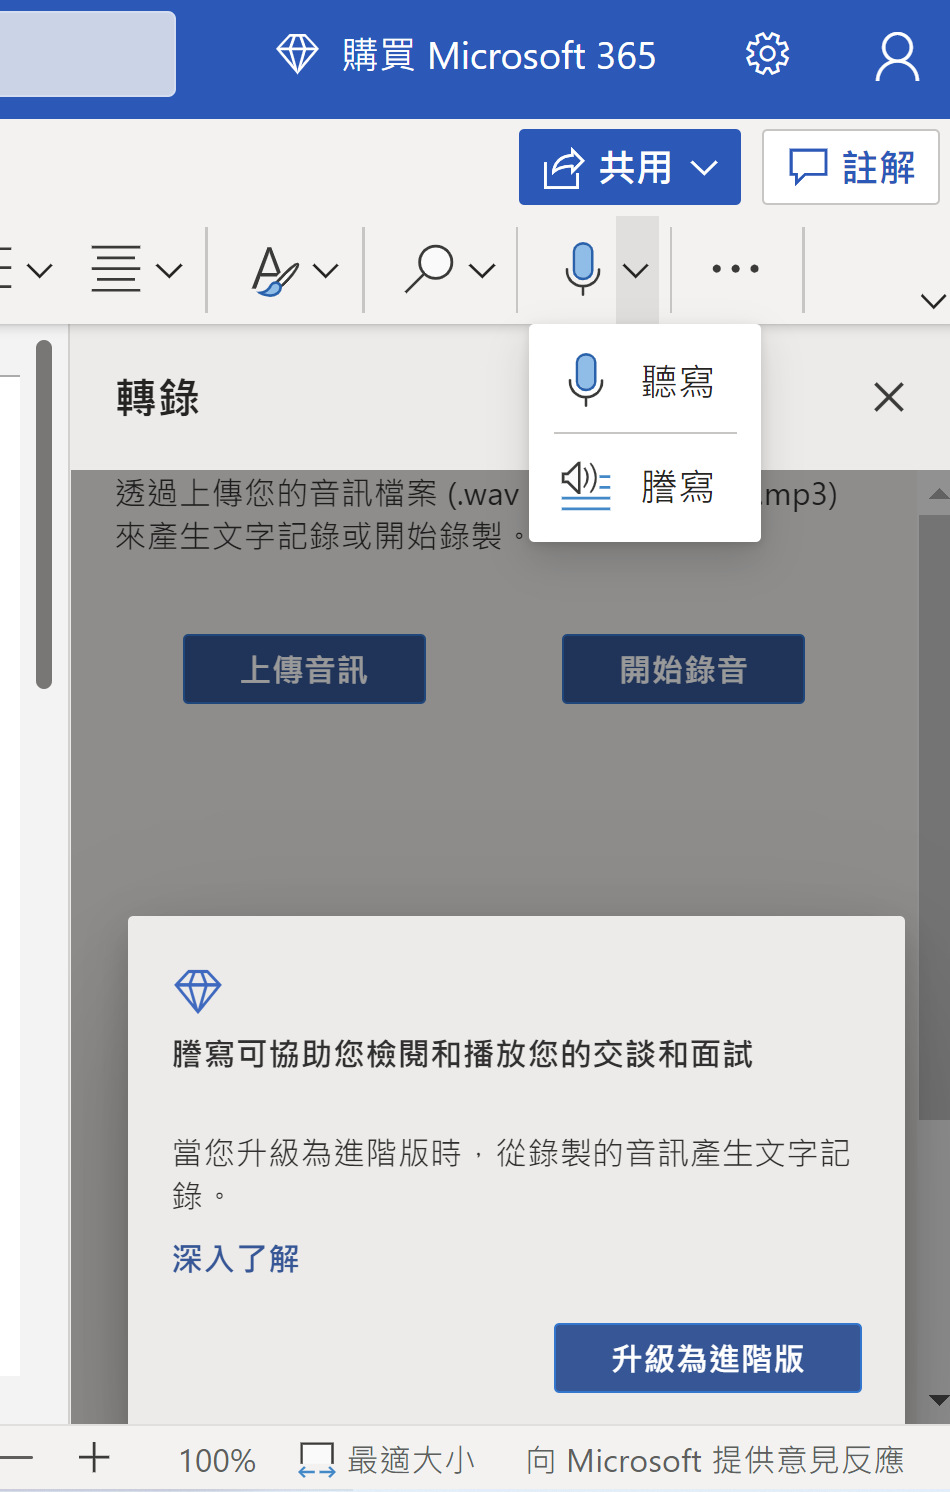 購買 Microsoft 365
共用
註解
轉錄
聽寫
謄寫
透過上傳您的音訊檔案 (.wav
.mp3)
來產生文字記錄或開始錄製。
上傳音訊
開始錄音
謄寫可協助您檢閱和播放您的交談和面試
當您升級為進階版時，從錄製的音訊產生文字記
錄。
深入了解
升級為進階版
100%
最適大小
向 Microsoft 提供意見反應